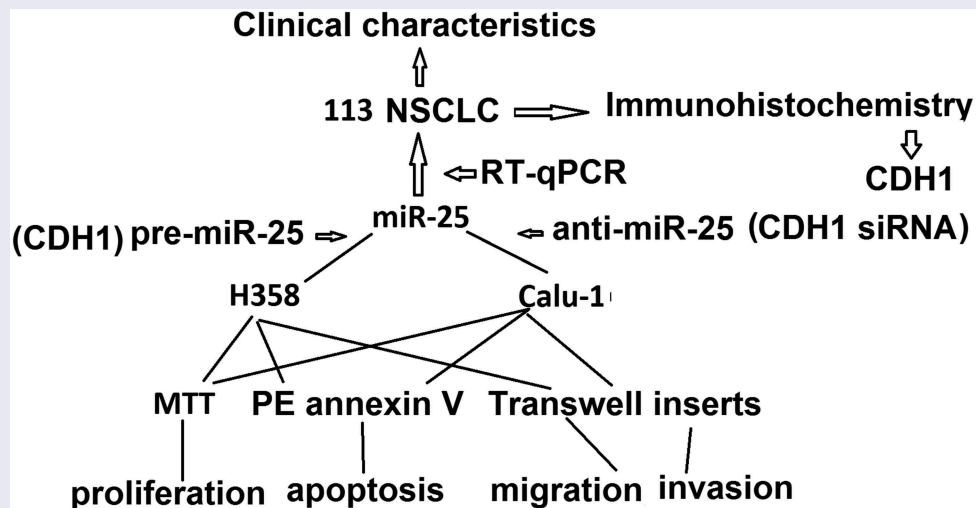 Clinical characteristics
113 NSCLC
Immunohistochemistry
RT-qPCR
CDH1
(CDH1) pre-miR-25
miR-25
anti-miR-25 (CDH1 siRNA)
H358
Calu-1
MTT
PE annexin V
Transwell inserts
proliferation
apoptosis
migration
invasion